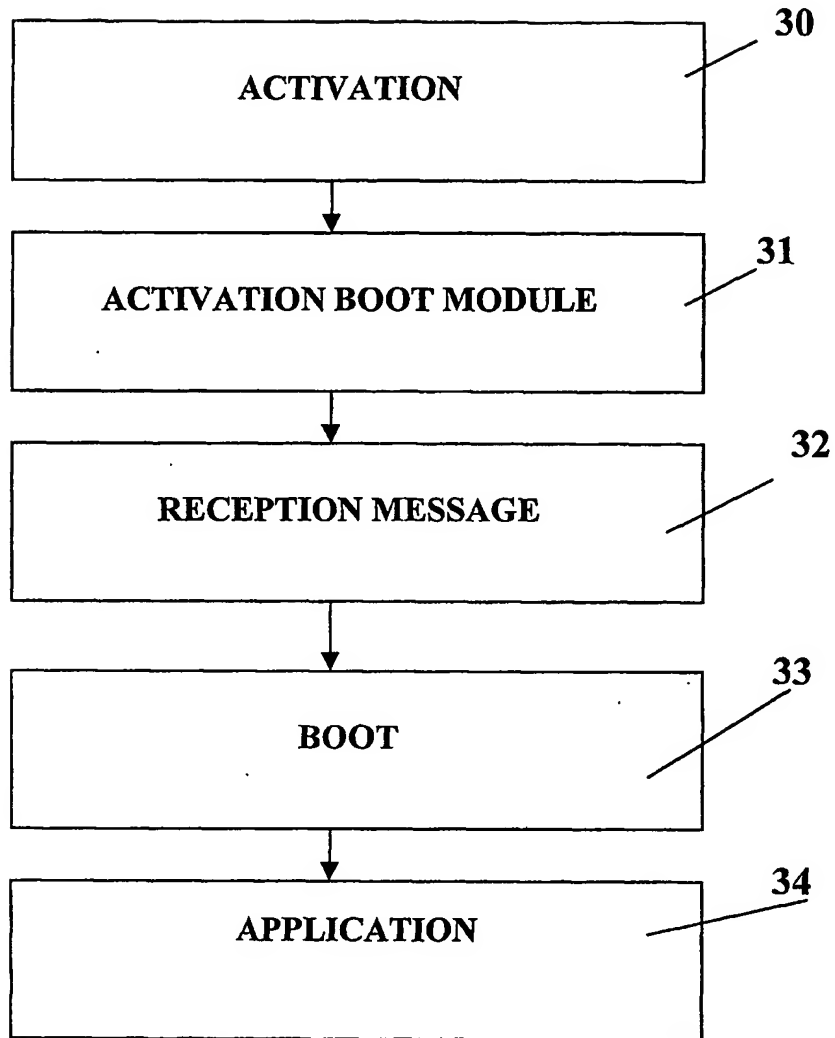 30
ACTIVATION
31
ACTIVATION BOOT MODULE
32
RECEPTION MESSAGE
33
BOOT
34
APPLICATION